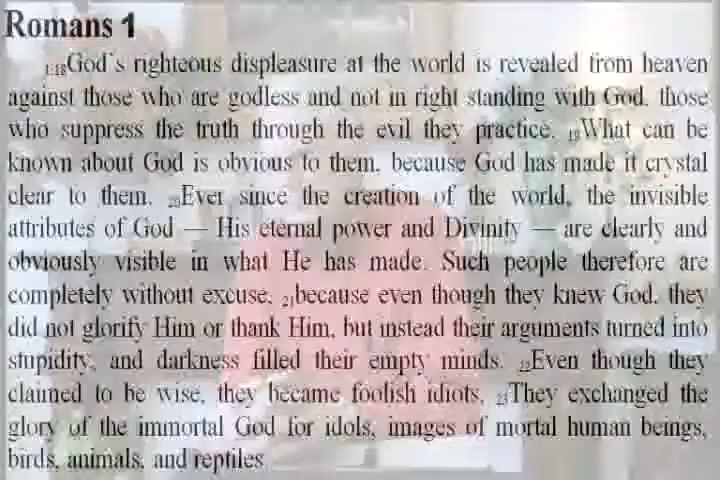 Romans 1
1:18God's righteous displeasure at the world is revealed from heaven
against those who are godless and not in right standing with God, those
who suppress the truth through the evil they practice. 19What can be
known about God is obvious to them, because God has made it crystal
clear to them. 20Ever since the creation of the world, the invisible
attributes of God — His eternal power and Divinity — are clearly and
obviously visible in what He has made. Such people therefore are
completely without excuse, 21because even though they knew God, they
did not glorify Him or thank Him, but instead their arguments turned into
stupidity, and darkness filled their empty minds. 22Even though they
claimed to be wise, they became foolish idiots. 23They exchanged the
glory of the immortal God for idols, images of mortal human beings,
birds, animals, and reptiles